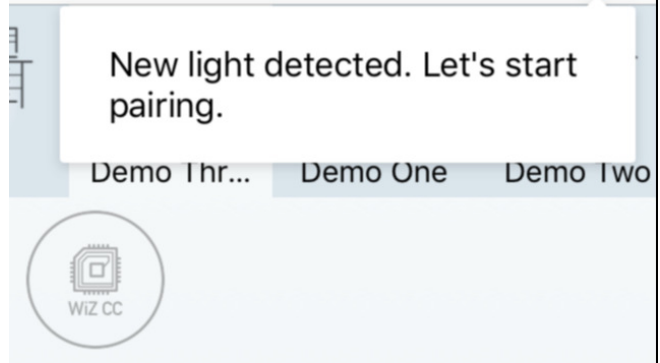 New light detected. Let's start
pairing.
Demo Thr... Demo One Demo Two
WiZ CC